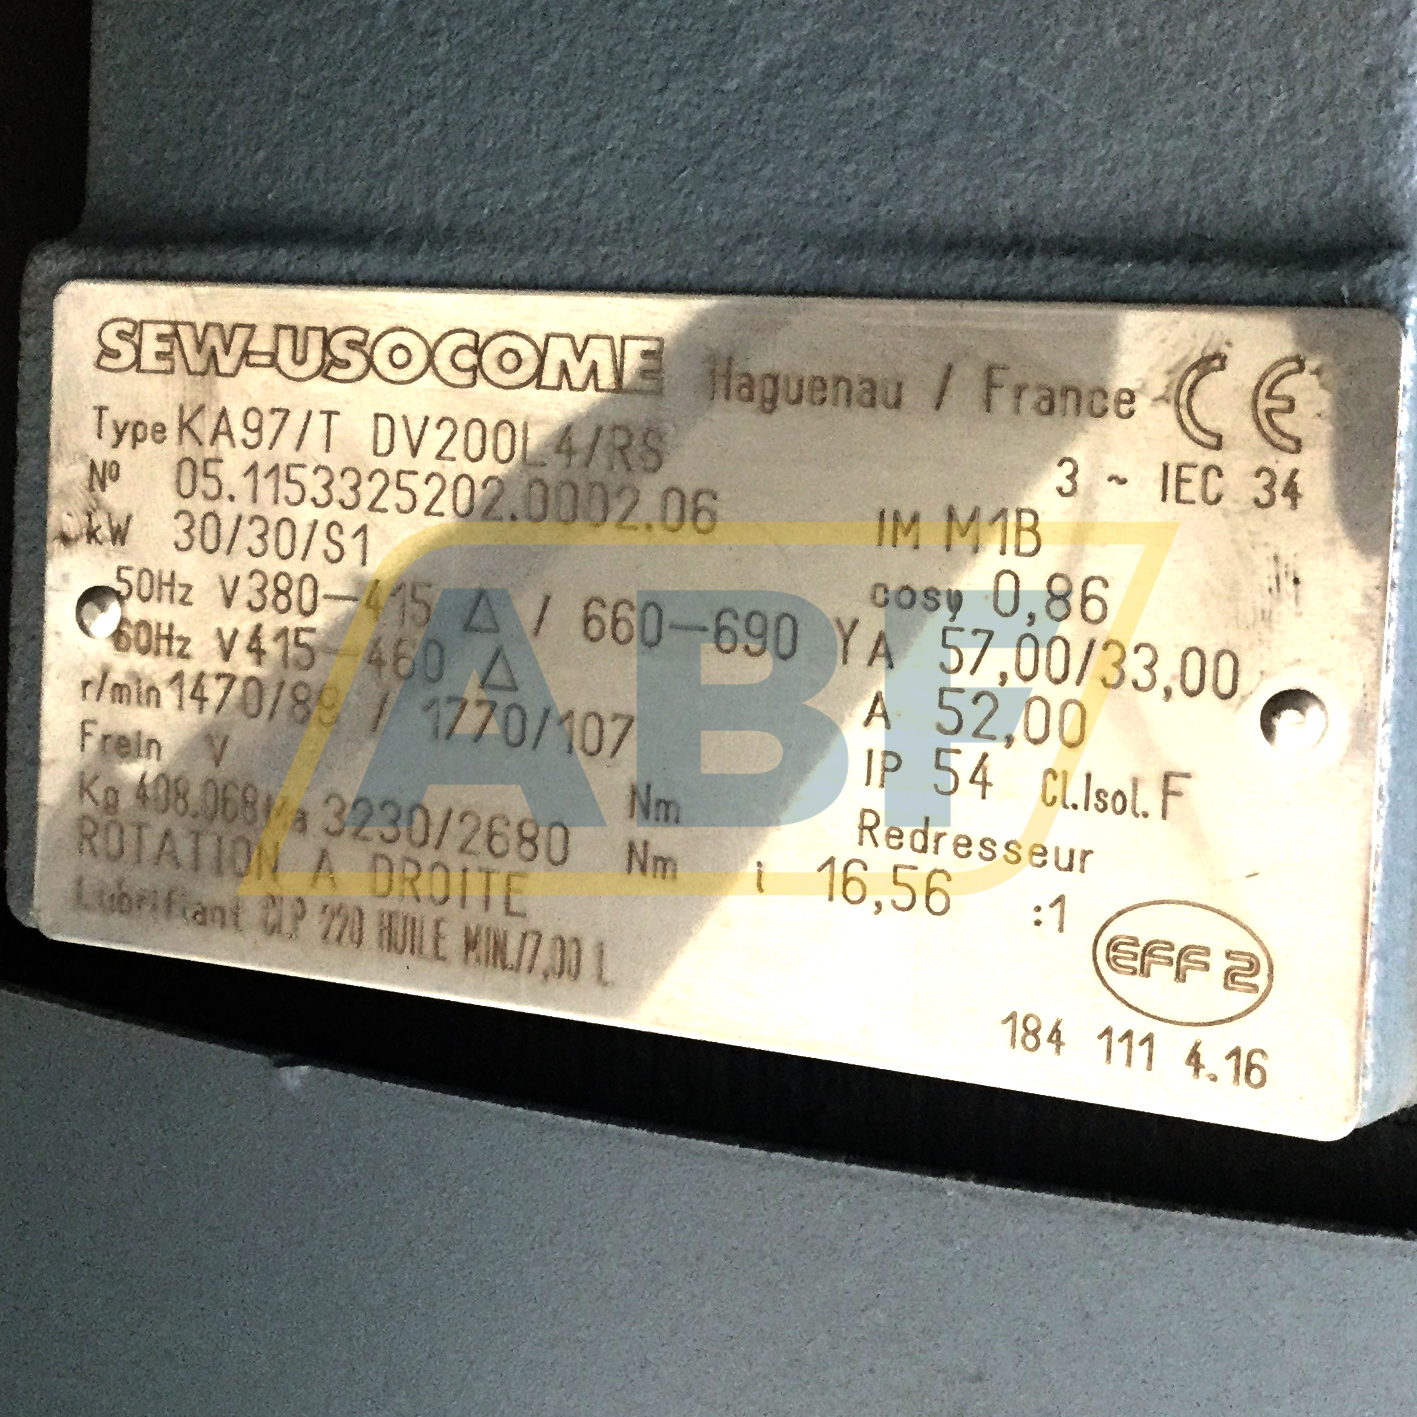 SEW-USOCOME Haguenau / France CE
Type KA97/T DV200L4/RS 3 ~ IEC 34
Nº 05.1153325202.0002.06 IM M1B
kW 30/30/S1 cosφ 0,86
50Hz V380-415 Δ / 660-690 Y A 57,00/33,00
60Hz V415-460 Δ A 52,00
r/min 1470/89 / 1770/107 IP 54 Cl.Isol. F
Frein V Nm Redresseur
Kg 408.068 Ma 3230/2680 Nm i 16,56 :1
ROTATION A DROITE
Lubrifiant CLP 220 HUILE MIN./7,00 L
EFF 2
184 111 4.16
ABF